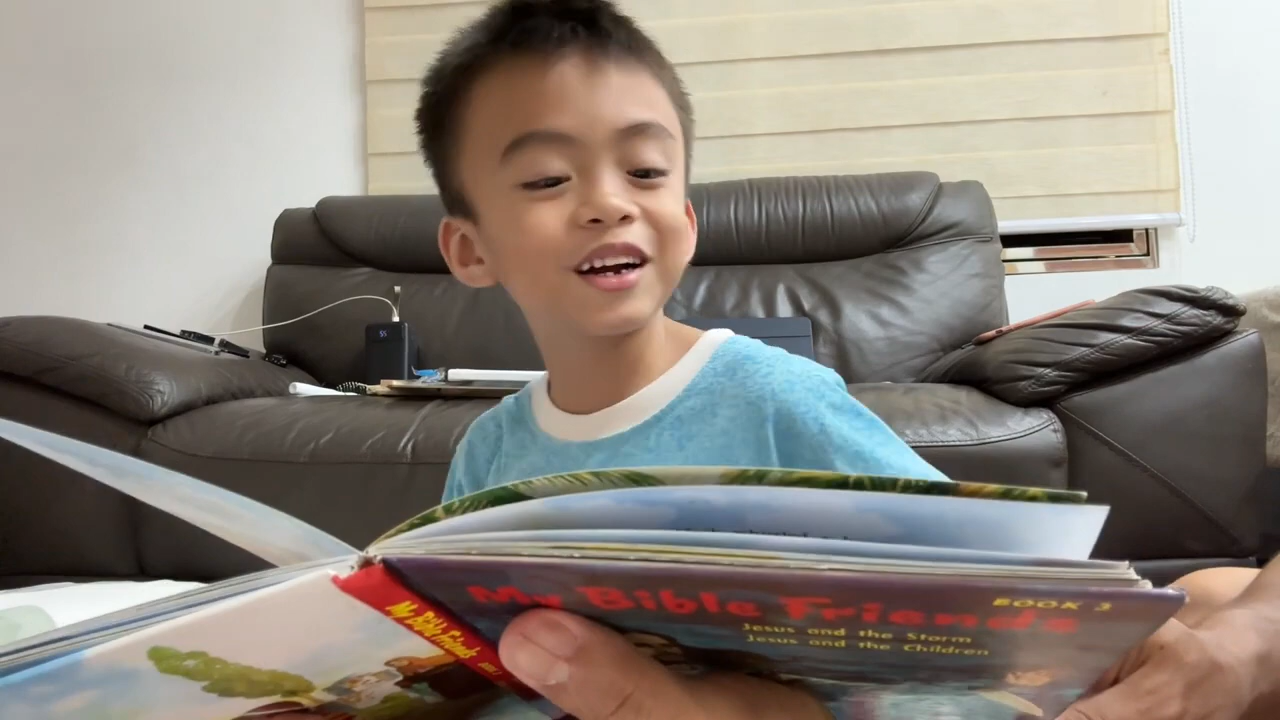 My Bible Friends
BOOK 3
Jesus and the Storm
Jesus and the Children
My Bible Friends